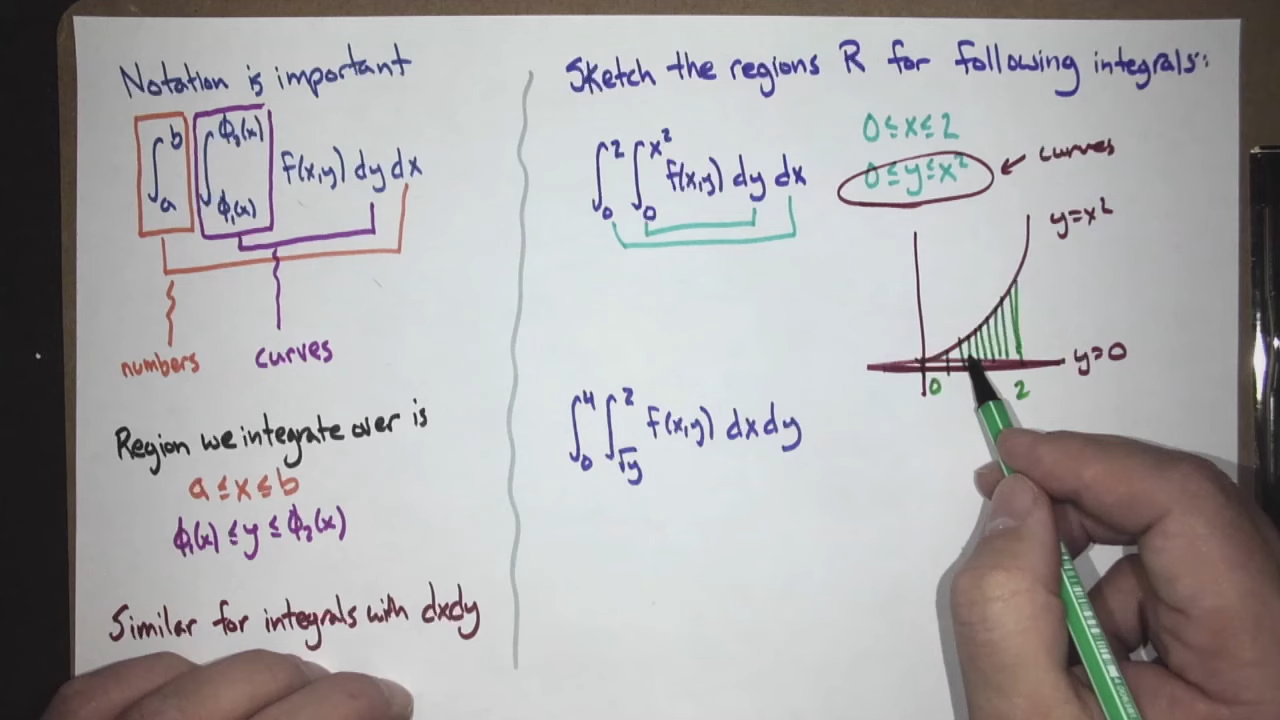 Notation is important
∫_a^b ∫_{ϕ₁(x)}^{ϕ₂(x)} f(x,y) dy dx
numbers
curves
Region we integrate over is
a ≤ x ≤ b
ϕ₁(x) ≤ y ≤ ϕ₂(x)
Similar for integrals with dxdy
Sketch the regions R for following integrals:
∫_0^2 ∫_0^{x²} f(x,y) dy dx
0 ≤ x ≤ 2
0 ≤ y ≤ x²
curves
y=x²
y=0
0
2
∫_0^4 ∫_{√y}^2 f(x,y) dx dy